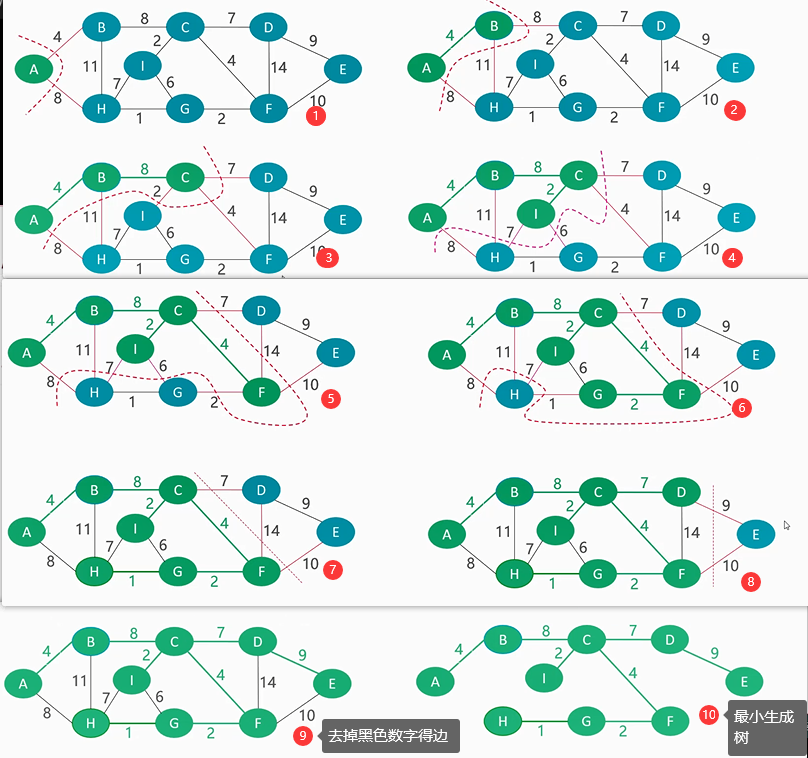 4 B 8 C 7 D 9
A 11 2 I 4 14 E
8 7 6 10
H 1 G 2 F 1
4 B 8 C 7 D 9
A 11 2 I 4 14 E
8 7 6 10
H 1 G 2 F 2
4 B 8 C 7 D 9
A 11 2 I 4 14 E
8 7 6 10
H 1 G 2 F 3
4 B 8 C 7 D 9
A 11 2 I 4 14 E
8 7 6 10
H 1 G 2 F 4
4 B 8 C 7 D 9
A 11 2 I 4 14 E
8 7 6 10
H 1 G 2 F 5
4 B 8 C 7 D 9
A 11 2 I 4 14 E
8 7 6 10
H 1 G 2 F 6
4 B 8 C 7 D 9
A 11 2 I 4 14 E
8 7 6 10
H 1 G 2 F 7
4 B 8 C 7 D 9
A 11 2 I 4 14 E
8 7 6 10
H 1 G 2 F 8
4 B 8 C 7 D 9
A 11 2 I 4 14 E
8 7 6 10
H 1 G 2 F 9
去掉黑色数字得边
4 B 8 C 7 D 9
A 2 I 4 E
H 1 G 2 F 10
最小生成
树